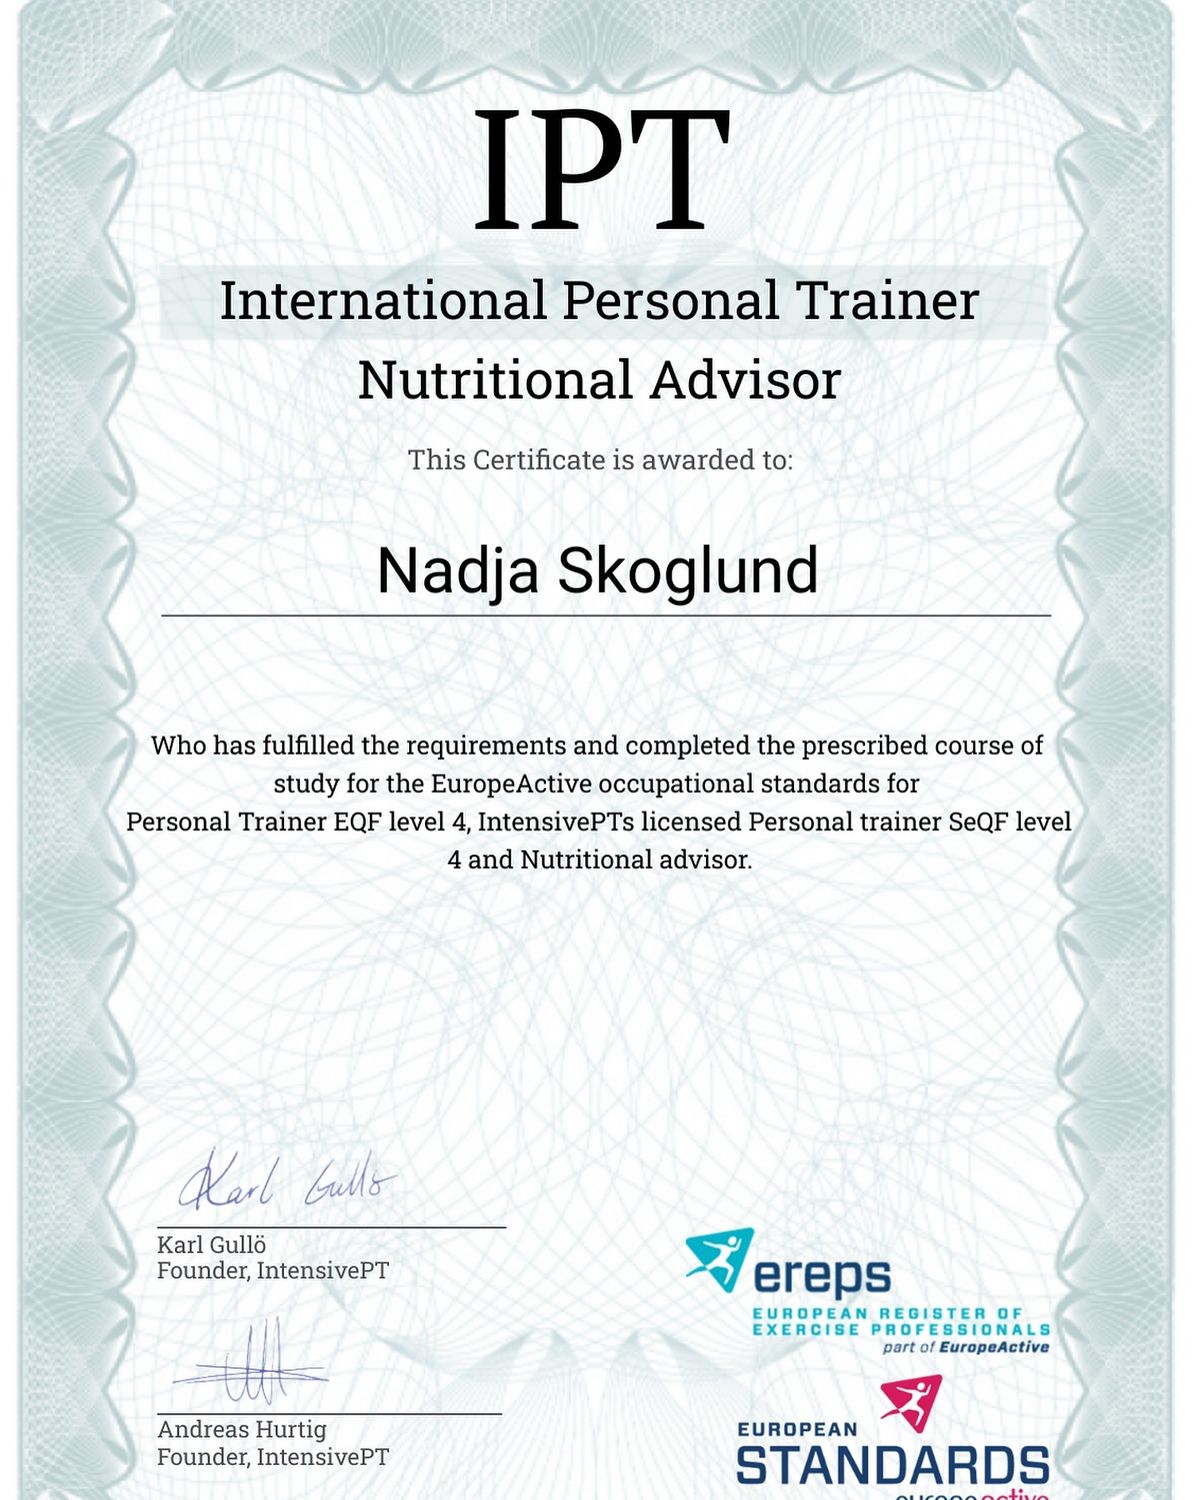 IPT
International Personal Trainer
Nutritional Advisor
This Certificate is awarded to:
Nadja Skoglund
Who has fulfilled the requirements and completed the prescribed course of
study for the EuropeActive occupational standards for
Personal Trainer EQF level 4, IntensivePTs licensed Personal trainer SeQF level
4 and Nutritional advisor.
Karl Gullö
Karl Gullö
Founder, IntensivePT
Andreas Hurtig
Founder, IntensivePT
ereps
EUROPEAN REGISTER OF
EXERCISE PROFESSIONALS
part of EuropeActive
EUROPEAN
STANDARDS
europeactive